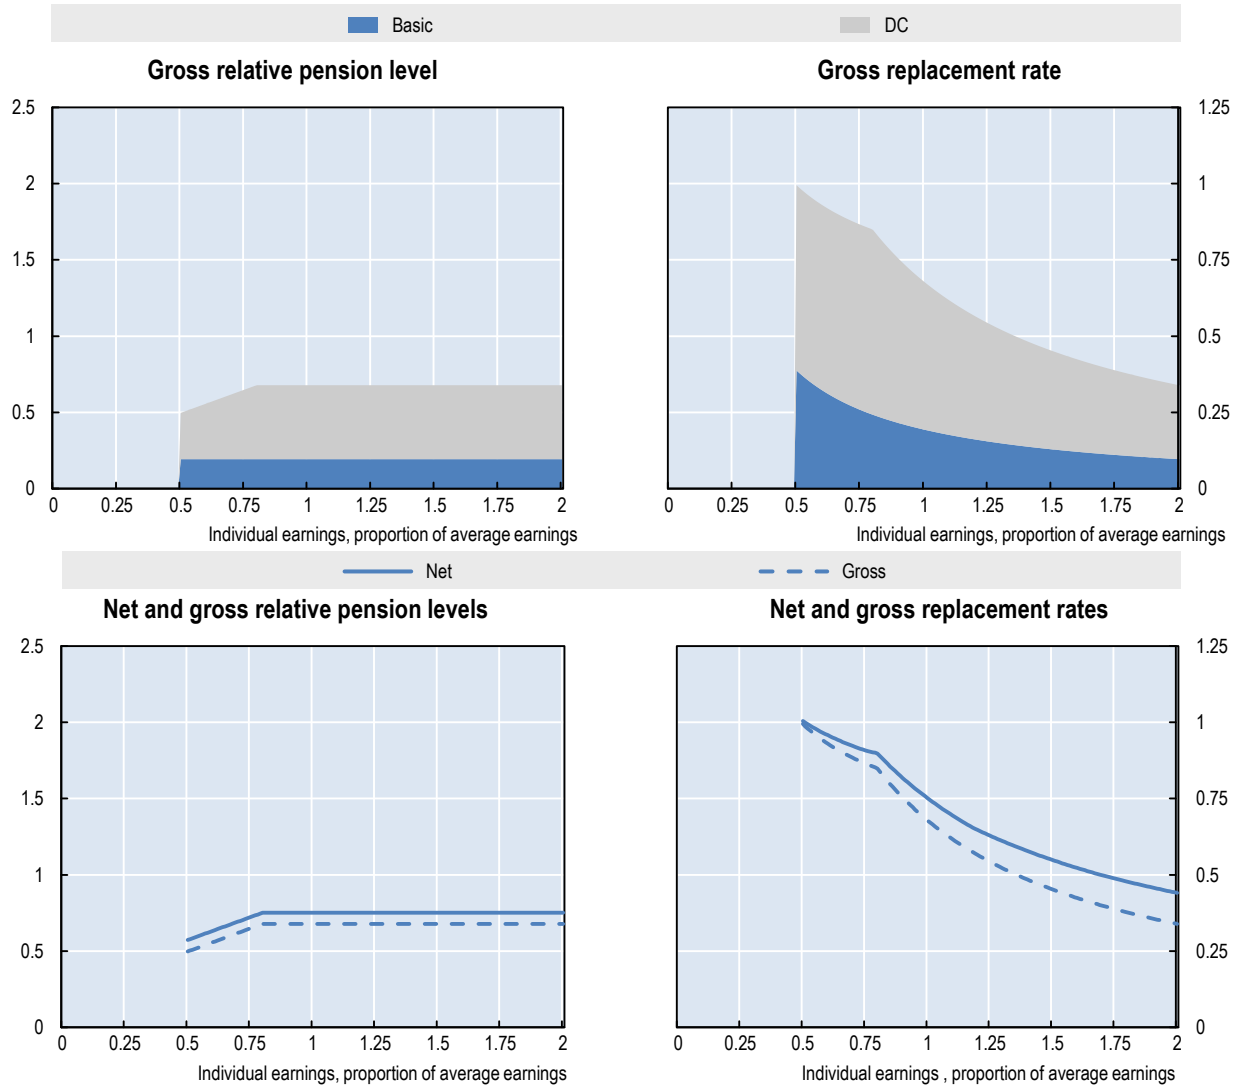 Basic DC
Gross relative pension level
2.5
2
1.5
1
0.5
0
0 0.25 0.5 0.75 1 1.25 1.5 1.75 2
Individual earnings, proportion of average earnings
Gross replacement rate
1.25
1
0.75
0.5
0.25
0
0 0.25 0.5 0.75 1 1.25 1.5 1.75 2
Individual earnings, proportion of average earnings
Net Gross
Net and gross relative pension levels
2.5
2
1.5
1
0.5
0
0 0.25 0.5 0.75 1 1.25 1.5 1.75 2
Individual earnings, proportion of average earnings
Net and gross replacement rates
1.25
1
0.75
0.5
0.25
0
0 0.25 0.5 0.75 1 1.25 1.5 1.75 2
Individual earnings , proportion of average earnings